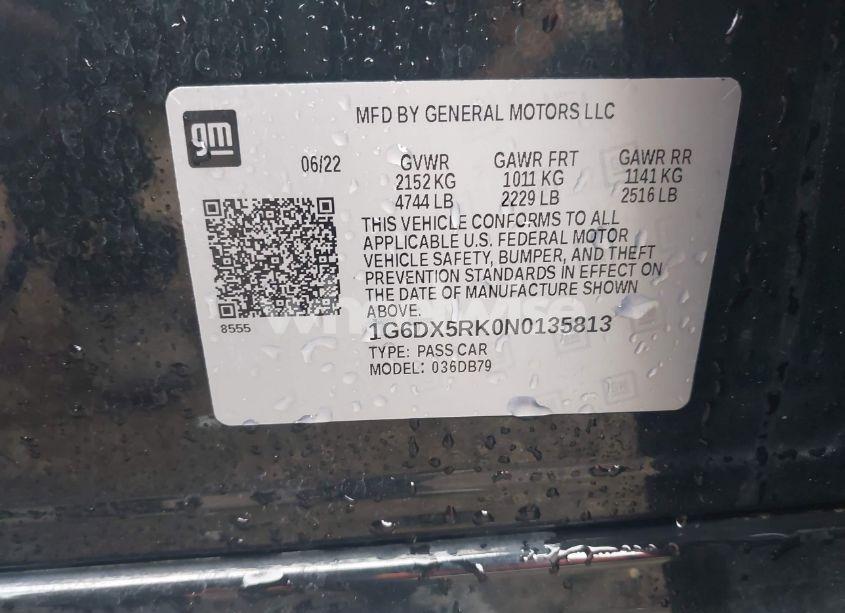 gm
MFD BY GENERAL MOTORS LLC
06/22 GVWR GAWR FRT GAWR RR
2152 KG 1011 KG 1141 KG
4744 LB 2229 LB 2516 LB
THIS VEHICLE CONFORMS TO ALL
APPLICABLE U.S. FEDERAL MOTOR
VEHICLE SAFETY, BUMPER, AND THEFT
PREVENTION STANDARDS IN EFFECT ON
THE DATE OF MANUFACTURE SHOWN
ABOVE.
8555
1G6DX5RK0N0135813
TYPE: PASS CAR
MODEL: 036DB79